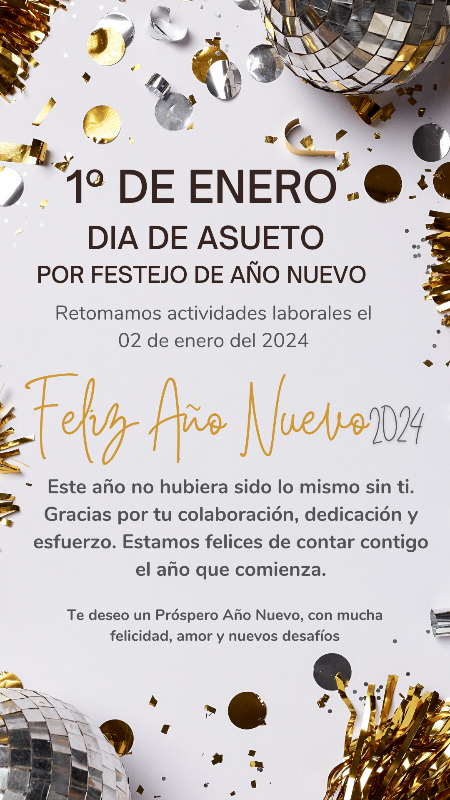 1º DE ENERO
DIA DE ASUETO
POR FESTEJO DE AÑO NUEVO
Retomamos actividades laborales el
02 de enero del 2024
Feliz Año Nuevo 2024
Este año no hubiera sido lo mismo sin ti.
Gracias por tu colaboración, dedicación y
esfuerzo. Estamos felices de contar contigo
el año que comienza.
Te deseo un Próspero Año Nuevo, con mucha
felicidad, amor y nuevos desafíos